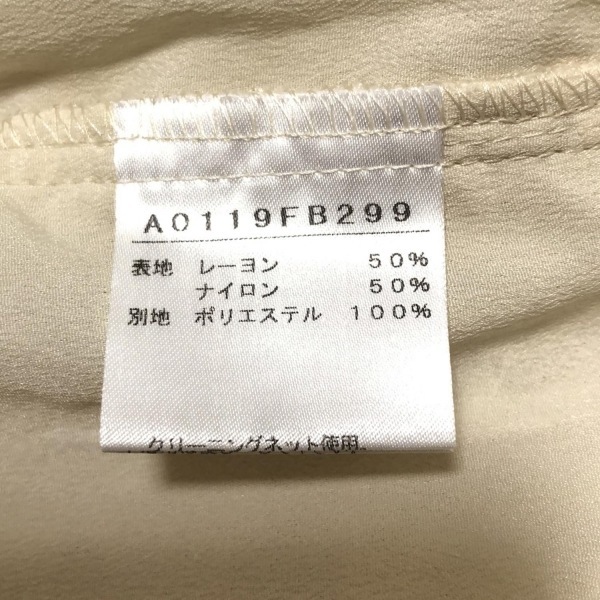 A0119FB299
表地 レーヨン 50%
ナイロン 50%
別地 ポリエステル 100%
クリーニングネット使用